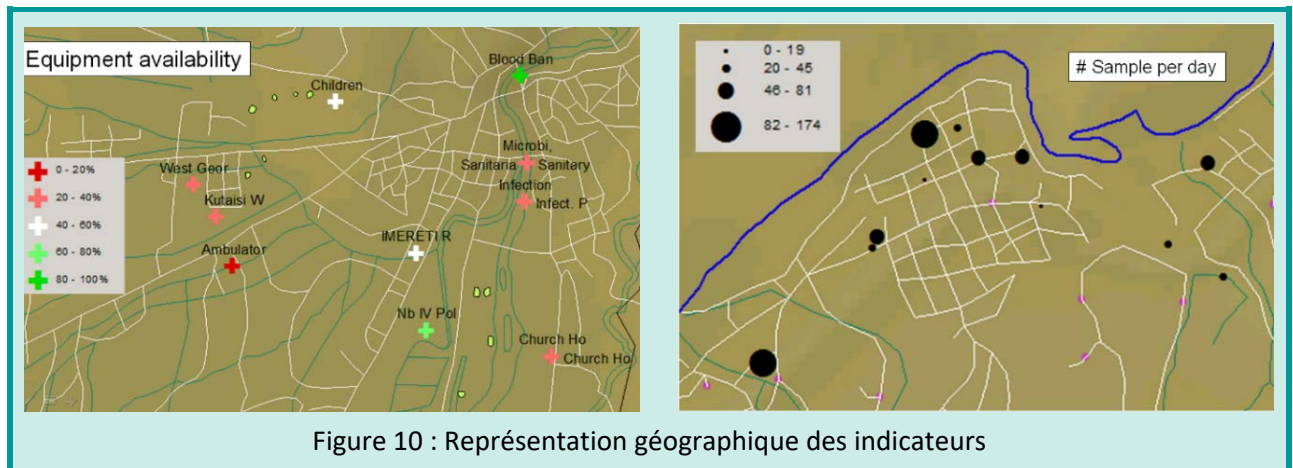 Equipment availability
Blood Ban
Children
Microbi,
West Geor
Sanitaria
Sanitary
Kutaisi W
Infection
Infect. P
Ambulator
IMERETI R
Nb IV Pol
Church Ho
Church Ho
0 - 20%
20 - 40%
40 - 60%
60 - 80%
80 - 100%
# Sample per day
0 - 19
20 - 45
46 - 81
82 - 174
Figure 10 : Représentation géographique des indicateurs